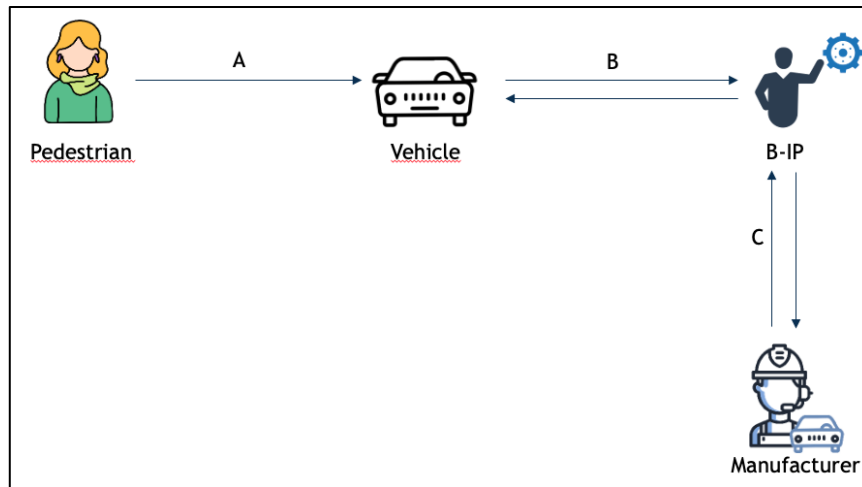 A
B
Pedestrian
Vehicle
B-IP
C
Manufacturer